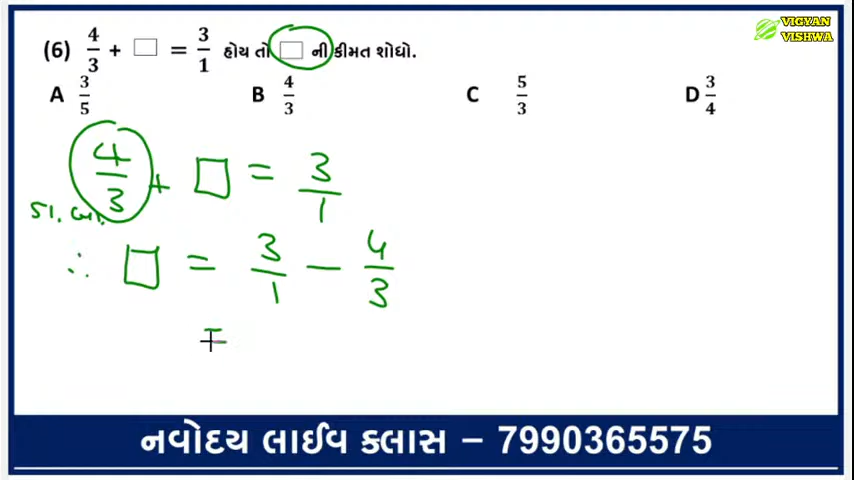 VIGYAN VISHWA
(6) 4/3 + □ = 3/1 હોય તો □ ની કીમત શોધો.
A 3/5 B 4/3 C 5/3 D 3/4
4/3 + □ = 3/1
ડા. બા.
∴ □ = 3/1 − 4/3
=
નવોદય લાઈવ ક્લાસ – 7990365575